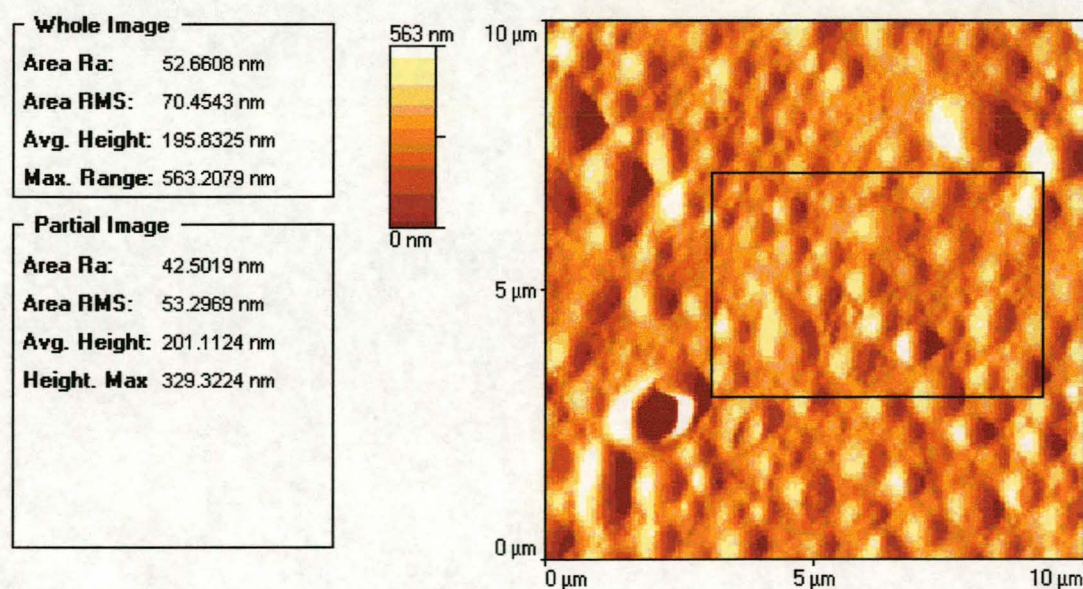 Whole Image
Area Ra: 52.6608 nm
Area RMS: 70.4543 nm
Avg. Height: 195.8325 nm
Max. Range: 563.2079 nm
Partial Image
Area Ra: 42.5019 nm
Area RMS: 53.2969 nm
Avg. Height: 201.1124 nm
Height. Max 329.3224 nm
563 nm
0 nm
10 µm
5 µm
0 µm
0 µm
5 µm
10 µm